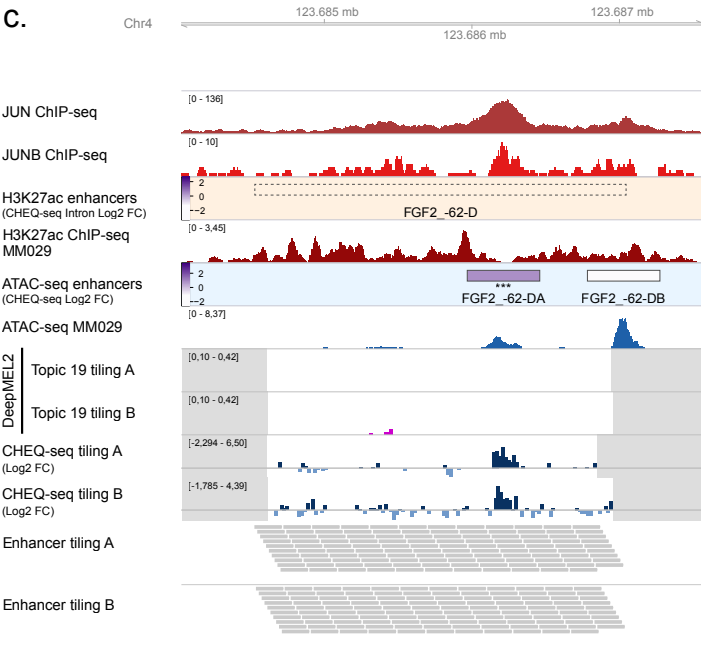 C.
Chr4
123.685 mb
123.686 mb
123.687 mb
JUN ChIP-seq
[0 - 136]
JUNB ChIP-seq
[0 - 10]
H3K27ac enhancers
(CHEQ-seq Intron Log2 FC)
2
0
−2
FGF2_-62-D
H3K27ac ChIP-seq
MM029
[0 - 3,45]
ATAC-seq enhancers
(CHEQ-seq Log2 FC)
2
0
−2
***
FGF2_-62-DA
FGF2_-62-DB
ATAC-seq MM029
[0 - 8,37]
DeepMEL2
Topic 19 tiling A
[0,10 - 0,42]
Topic 19 tiling B
[0,10 - 0,42]
CHEQ-seq tiling A
(Log2 FC)
[-2,294 - 6,50]
CHEQ-seq tiling B
(Log2 FC)
[-1,785 - 4,39]
Enhancer tiling A
Enhancer tiling B